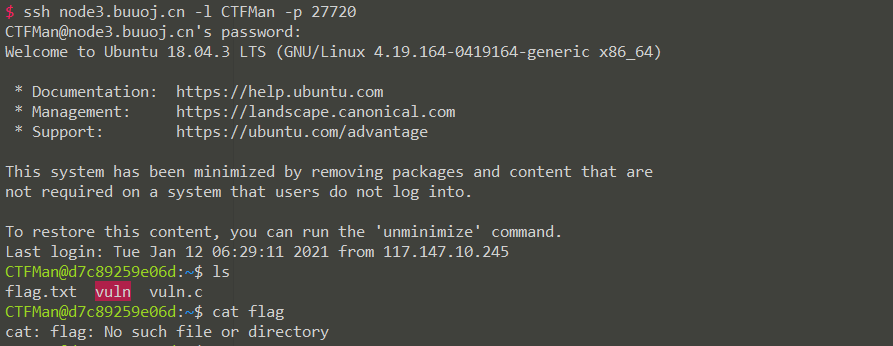 $ ssh node3.buuoj.cn -l CTFMan -p 27720
CTFMan@node3.buuoj.cn's password:
Welcome to Ubuntu 18.04.3 LTS (GNU/Linux 4.19.164-0419164-generic x86_64)
* Documentation: https://help.ubuntu.com
* Management: https://landscape.canonical.com
* Support: https://ubuntu.com/advantage
This system has been minimized by removing packages and content that are
not required on a system that users do not log into.
To restore this content, you can run the 'unminimize' command.
Last login: Tue Jan 12 06:29:11 2021 from 117.147.10.245
CTFMan@d7c89259e06d:~$ ls
flag.txt vuln vuln.c
CTFMan@d7c89259e06d:~$ cat flag
cat: flag: No such file or directory